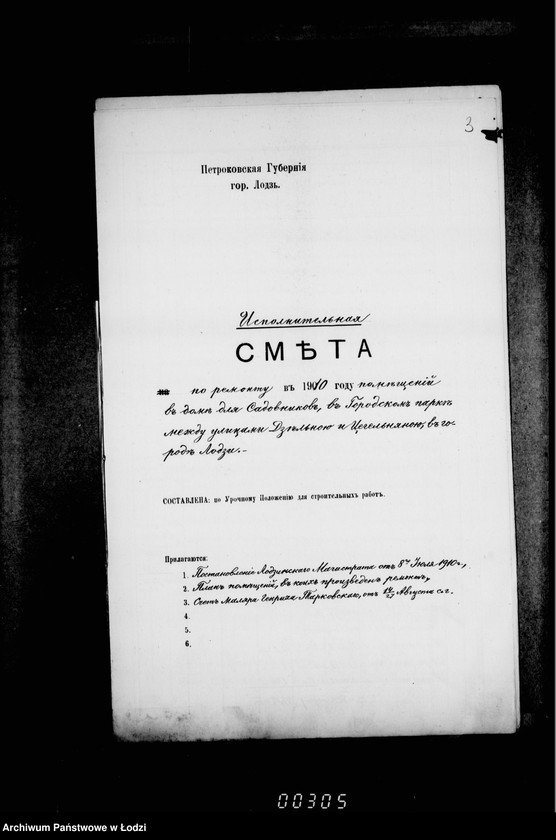 3
Петроковская Губернія
гор. Лодзь.
Исполнительная
СМѢТА
по ремонту въ 1910 году помѣщеній
въ домѣ для Садовниковъ, въ Городскомъ паркѣ
между улицами Дзѣльною и Цегельняною, въ го-
родѣ Лодзи.-
СОСТАВЛЕНА: по Урочному Положенію для строительныхъ работъ.
Прилагаются:
1. Постановленіе Лодзинскаго Магистрата отъ 8го Іюля 1910 г.,
2. Планъ помѣщеній, въ коихъ произведенъ ремонтъ,
3. Счетъ Маляра Генриха Тарковскаго, отъ Августа с.г.
4.
5.
6.
00305
Archiwum Państwowe w Łodzi